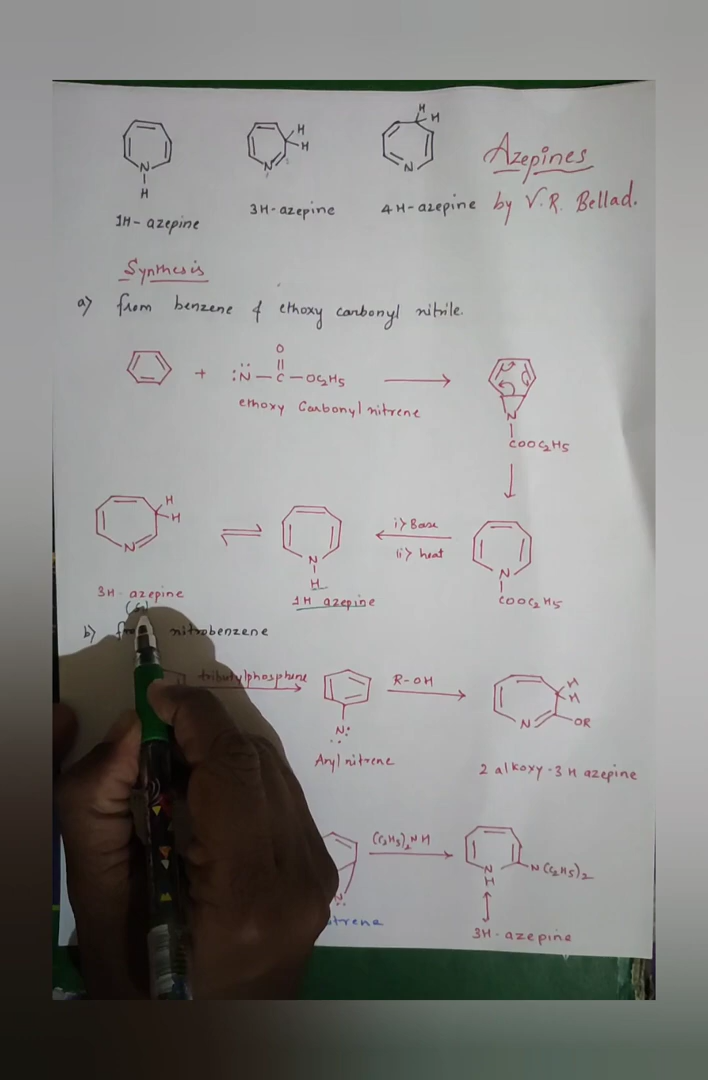 Azepines
by V.R. Bellad.
N
H
1H-azepine
H
H
N
3H-azepine
H
H
N
4H-azepine
Synthesis
a) from benzene & ethoxy carbonyl nitrile.
+ :N̈ — C — OC2H5
O
ethoxy Carbonyl nitrene
N
COOC2H5
H
H
N
3H-azepine
N
H
1H azepine
i) Base
ii) heat
N
COOC2H5
b) nitrobenzene
tributylphosphine
N:
Aryl nitrene
R-OH
H
H
N
OR
2 alkoxy-3H azepine
N:
(C2H5)2NH
N
H
N(C2H5)2
3H-azepine